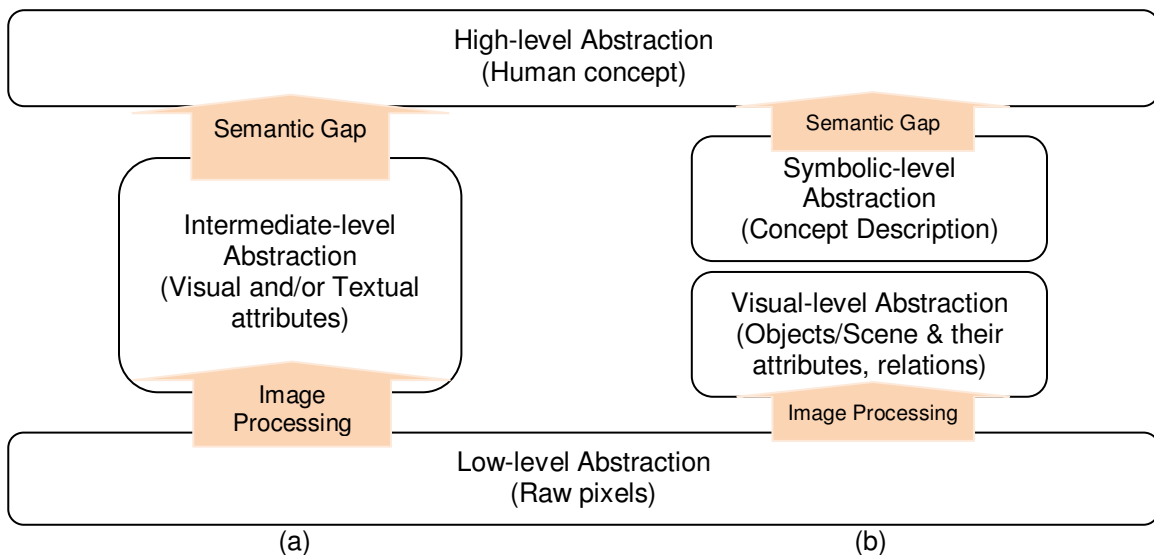 High-level Abstraction
(Human concept)
Semantic Gap
Intermediate-level
Abstraction
(Visual and/or Textual
attributes)
Image
Processing
Semantic Gap
Symbolic-level
Abstraction
(Concept Description)
Visual-level Abstraction
(Objects/Scene & their
attributes, relations)
Image Processing
Low-level Abstraction
(Raw pixels)
(a)
(b)